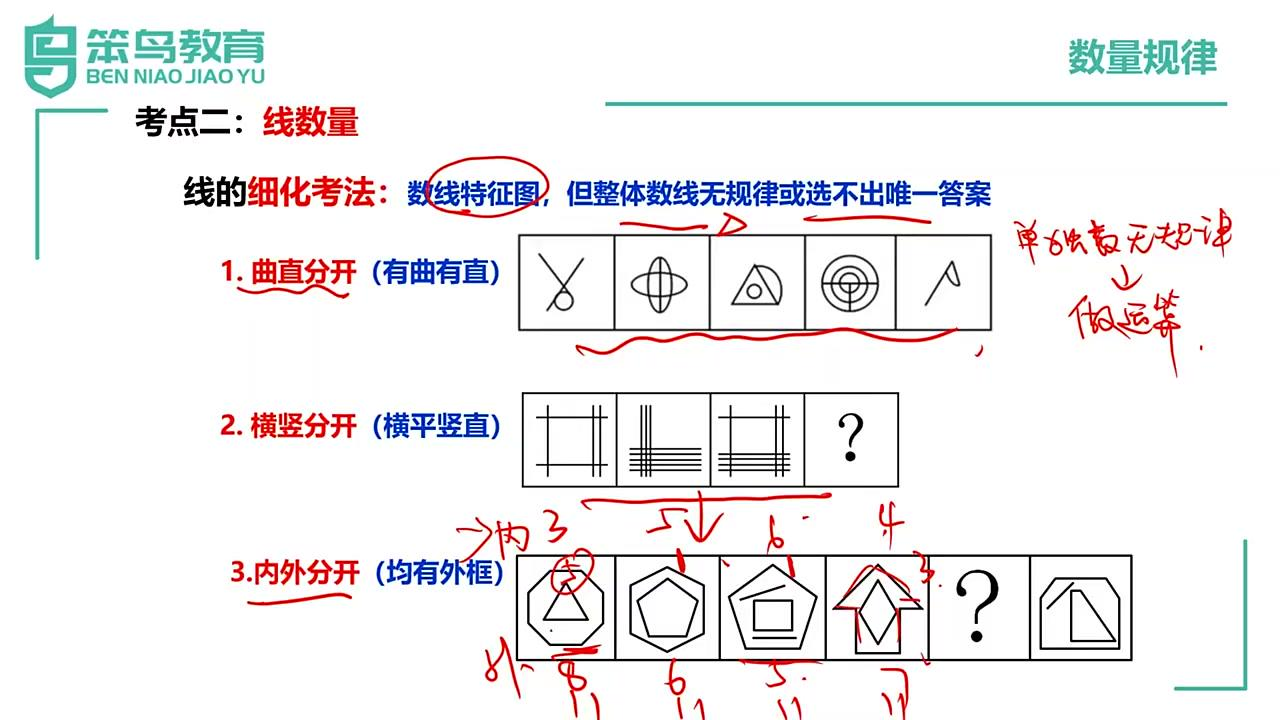 笨鸟教育
BEN NIAO JIAO YU
数量规律
考点二：线数量
线的细化考法：数线特征图，但整体数线无规律或选不出唯一答案
单独数无规律
做运算
1. 曲直分开（有曲有直）
2. 横竖分开（横平竖直）
?
内 3 5 6 4
3.内外分开（均有外框）
5
3
?
外 8 6 5 7
11 11 11 11